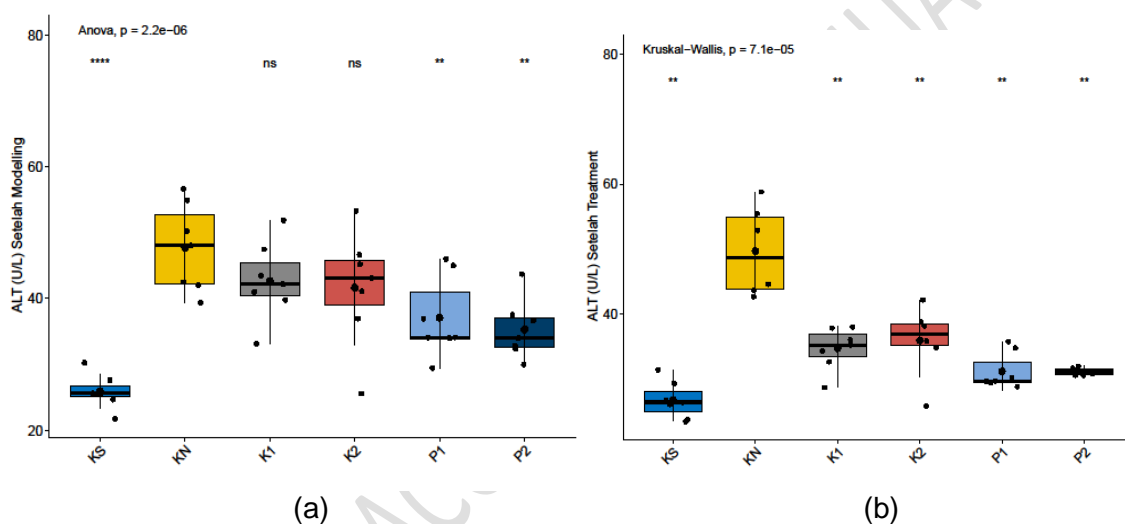 Anova, p = 2.2e−06
**** ns ns ** **
80
60
40
20
ALT (U/L) Setelah Modelling
KS KN K1 K2 P1 P2
(a)
Kruskal−Wallis, p = 7.1e−05
** ** ** ** **
80
60
40
ALT (U/L) Setelah Treatment
KS KN K1 K2 P1 P2
(b)